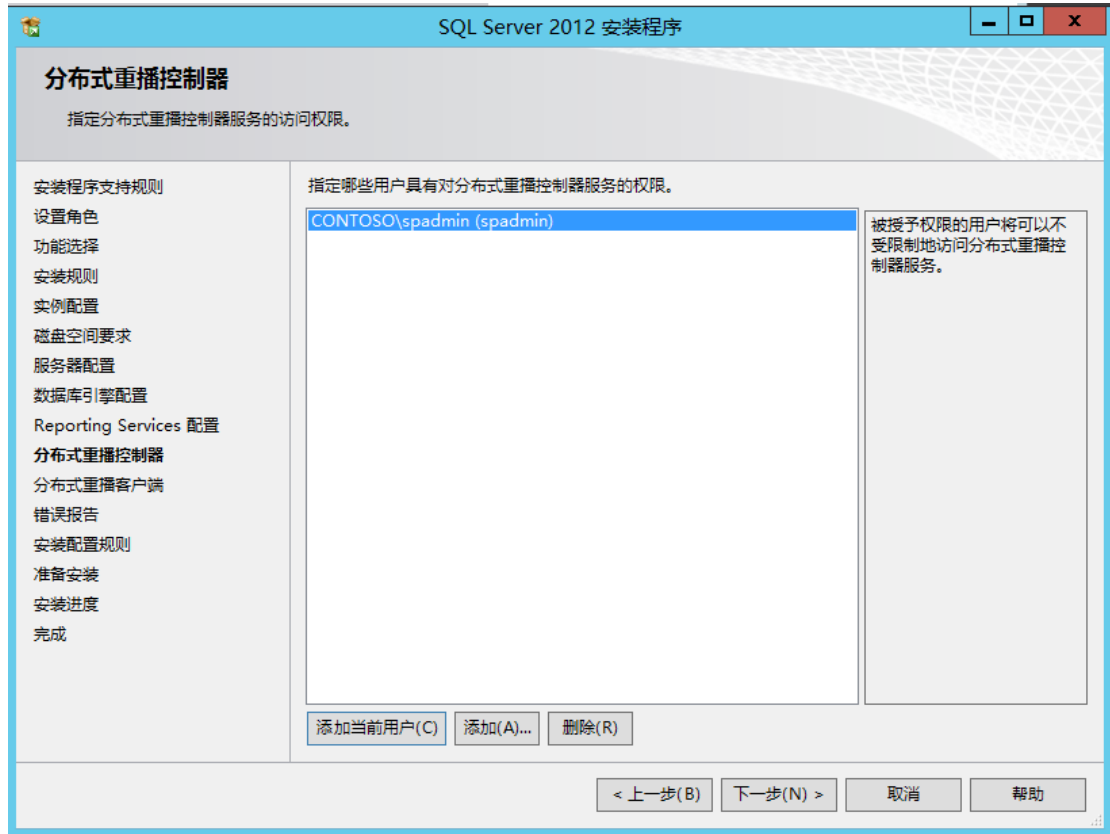 SQL Server 2012 安装程序
分布式重播控制器
指定分布式重播控制器服务的访问权限。
安装程序支持规则
设置角色
功能选择
安装规则
实例配置
磁盘空间要求
服务器配置
数据库引擎配置
Reporting Services 配置
分布式重播控制器
分布式重播客户端
错误报告
安装配置规则
准备安装
安装进度
完成
指定哪些用户具有对分布式重播控制器服务的权限。
CONTOSO\spadmin (spadmin)
被授予权限的用户将可以不
受限制地访问分布式重播控
制器服务。
添加当前用户(C) 添加(A)... 删除(R)
< 上一步(B) 下一步(N) > 取消 帮助